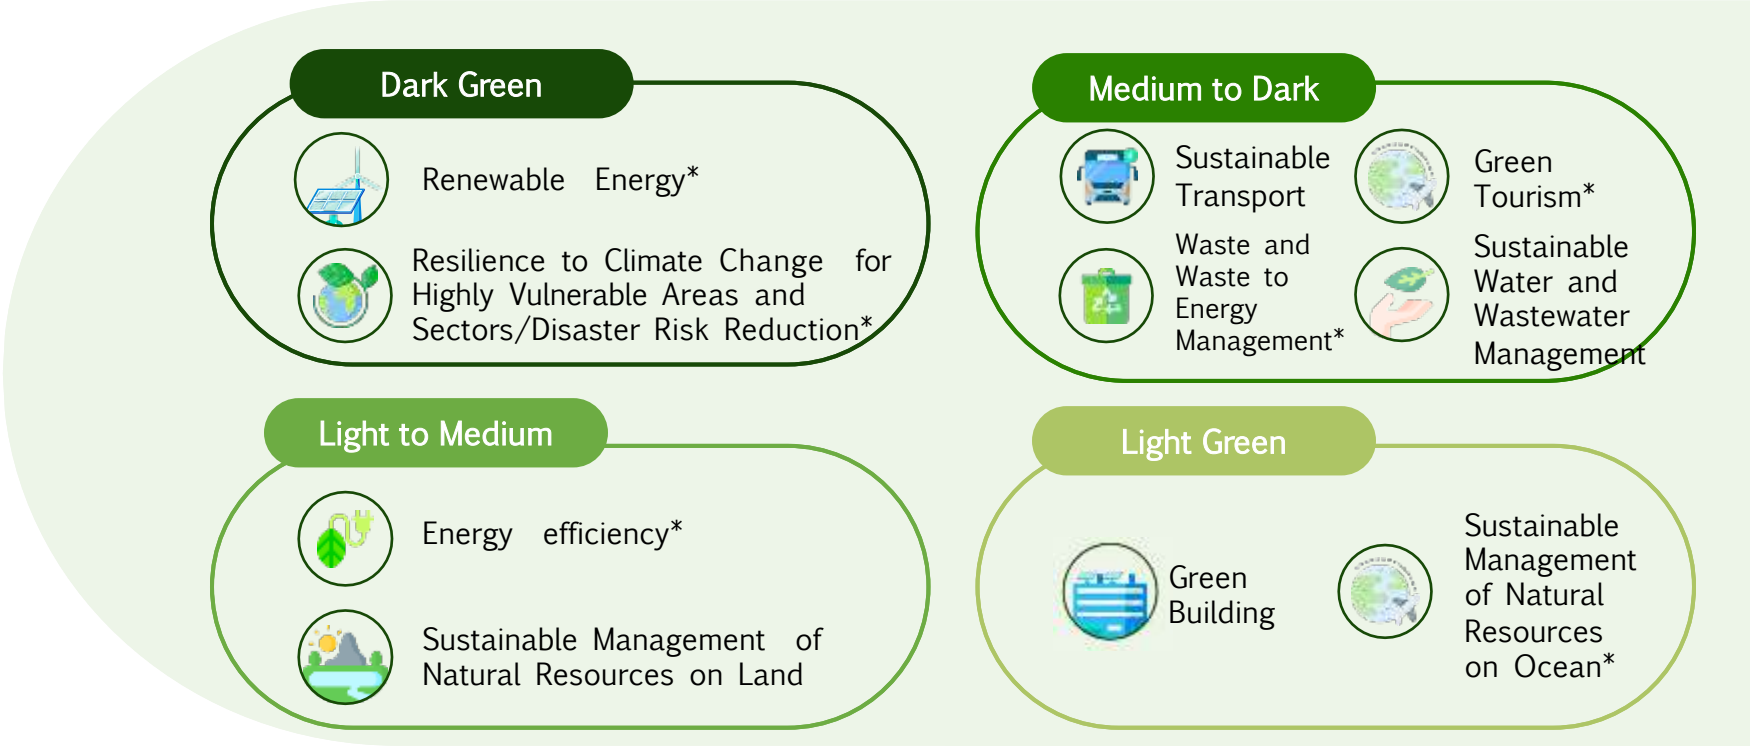 Dark Green
Renewable Energy*
Resilience to Climate Change for
Highly Vulnerable Areas and
Sectors/Disaster Risk Reduction*
Medium to Dark
Sustainable
Transport
Green
Tourism*
Waste and
Waste to
Energy
Management*
Sustainable
Water and
Wastewater
Management
Light to Medium
Energy efficiency*
Sustainable Management of
Natural Resources on Land
Light Green
Green
Building
Sustainable
Management
of Natural
Resources
on Ocean*